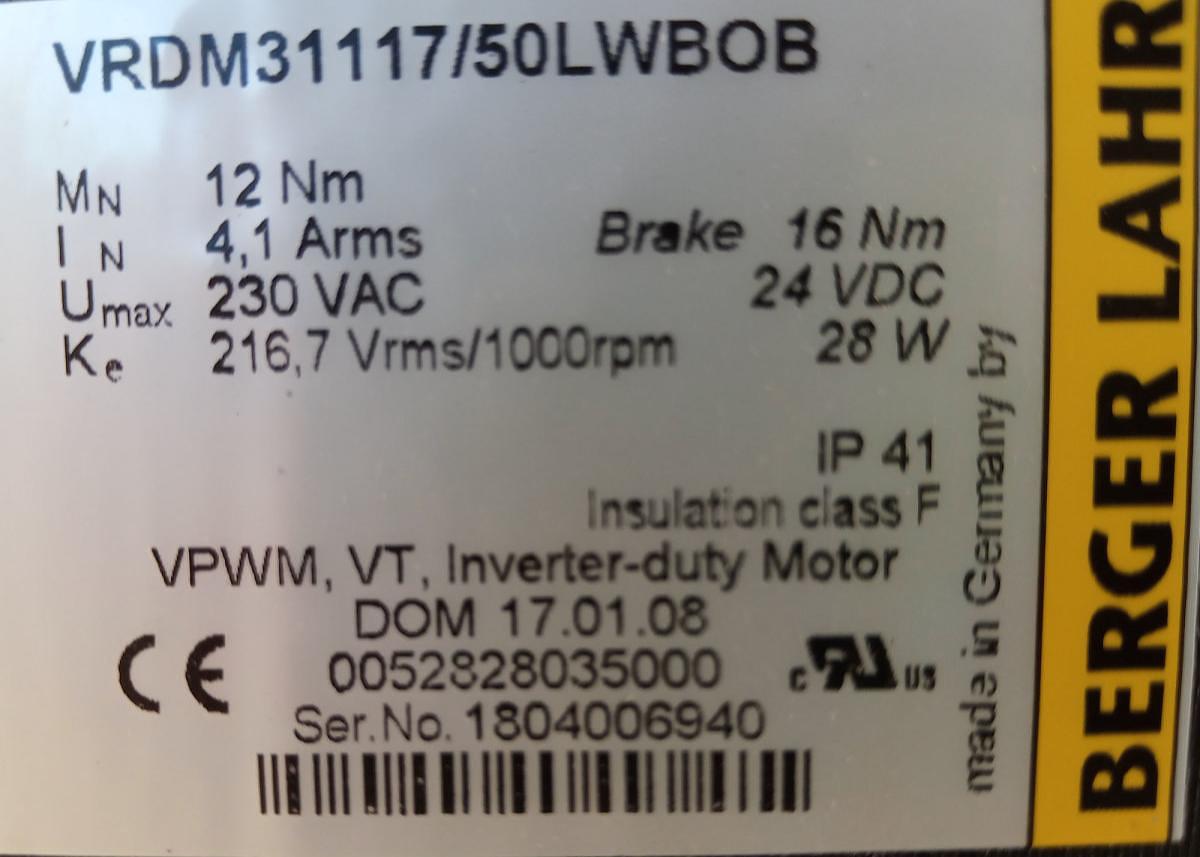 VRDM31117/50LWBOB
MN 12 Nm
IN 4,1 Arms
Umax 230 VAC
Ke 216,7 Vrms/1000rpm
Brake 16 Nm
24 VDC
28 W
IP 41
Insulation class F
VPWM, VT, Inverter-duty Motor
DOM 17.01.08
0052828035000
Ser.No. 1804006940
CE
c RU US
made in Germany by
BERGER LAHR